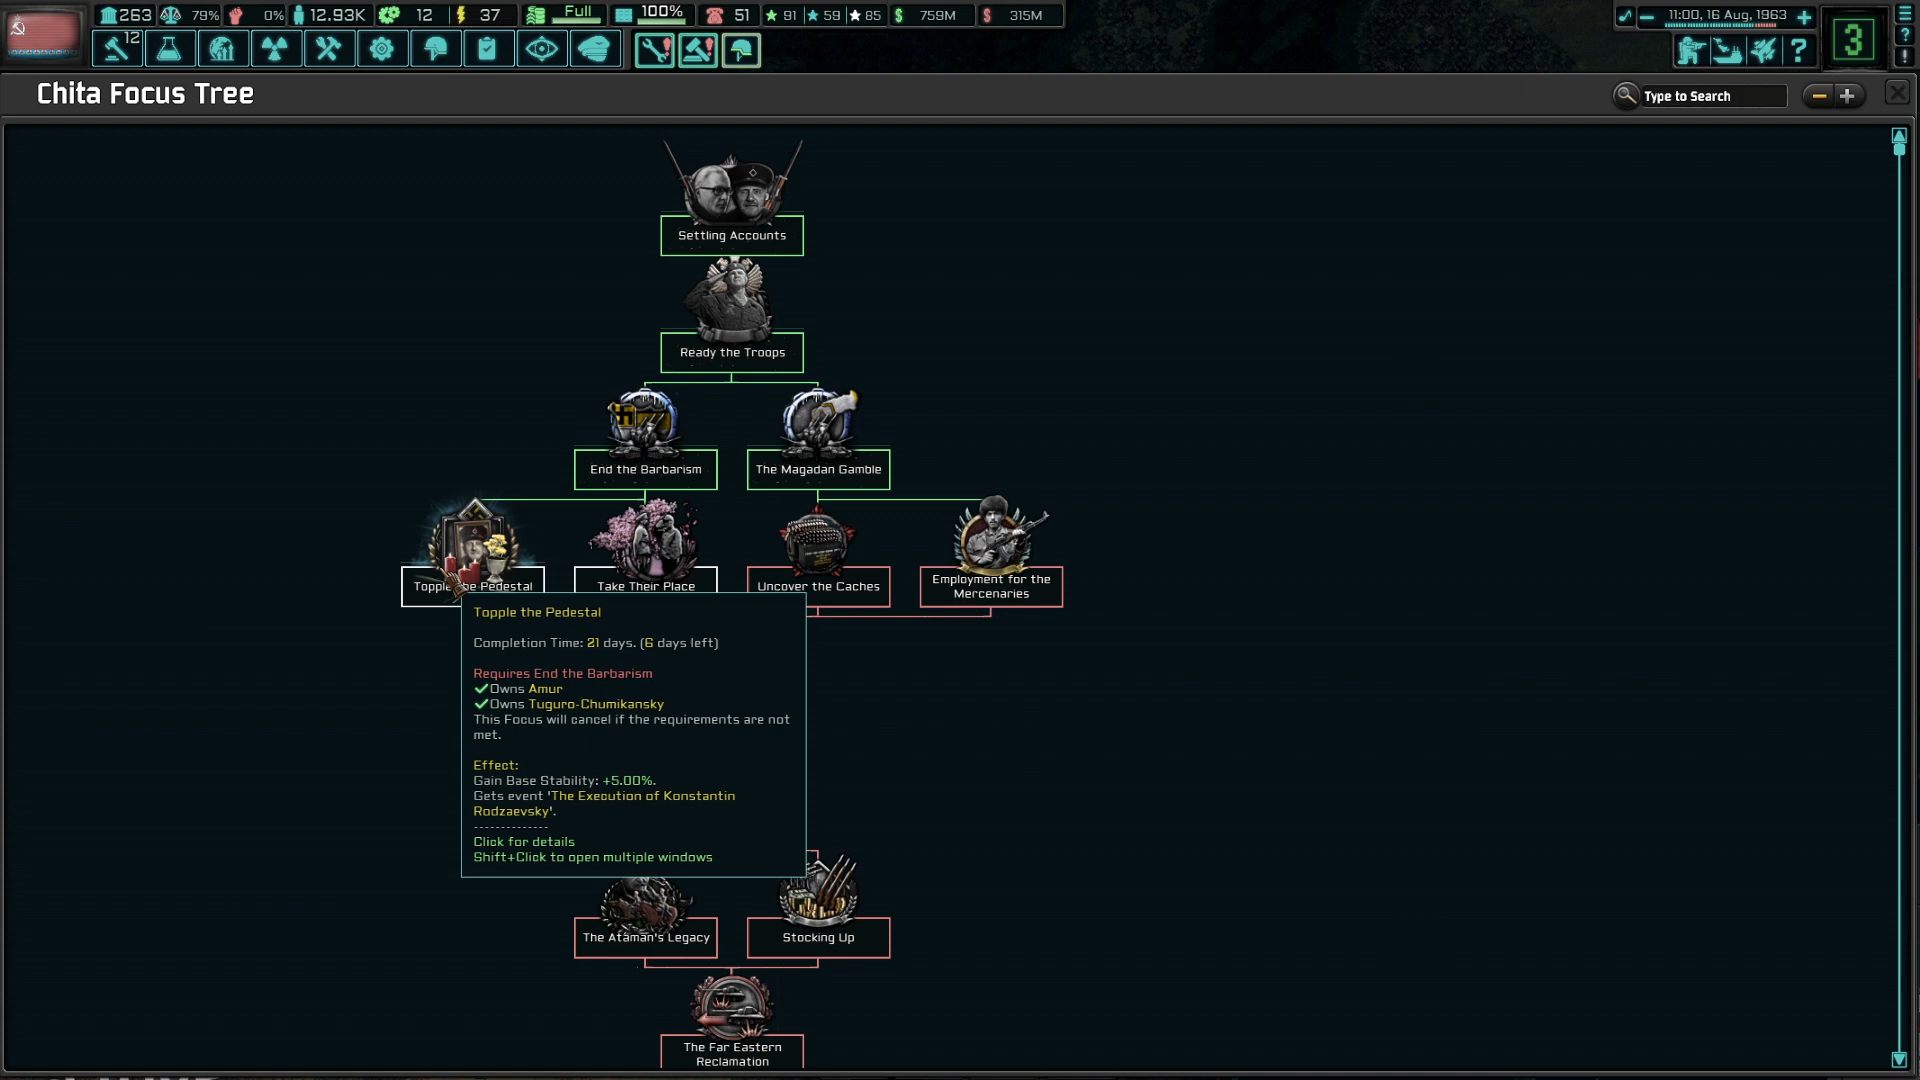 263
79%
0%
12.93K
12
37
Full
100%
51
91
59
85
$ 759M
$ 315M
11:00, 16 Aug, 1963
12
?
3
?
!
Chita Focus Tree
Type to Search
Settling Accounts
Ready the Troops
End the Barbarism
The Magadan Gamble
Topple the Pedestal
Take Their Place
Uncover the Caches
Employment for the
Mercenaries
Topple the Pedestal
Completion Time: 21 days. (6 days left)
Requires End the Barbarism
Owns Amur
Owns Tuguro-Chumikansky
This Focus will cancel if the requirements are not
met.
Effect:
Gain Base Stability: +5.00%.
Gets event 'The Execution of Konstantin
Rodzaevsky'.
--------------
Click for details
Shift+Click to open multiple windows
The Ataman's Legacy
Stocking Up
The Far Eastern
Reclamation